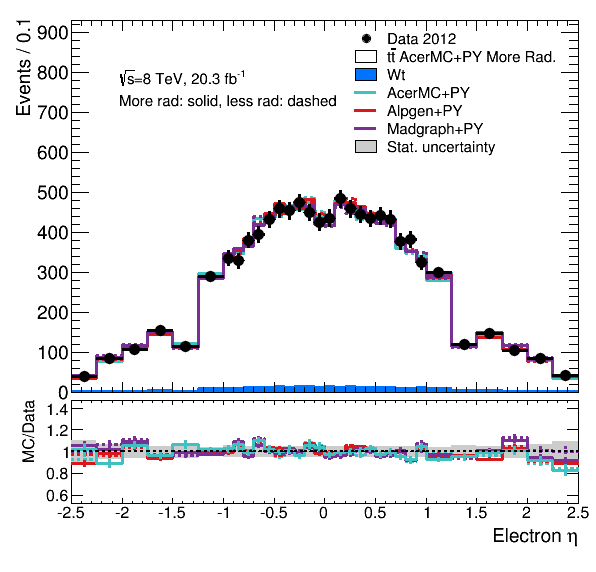 Events / 0.1
900
800
700
600
500
400
300
200
100
0
√s=8 TeV, 20.3 fb⁻¹
More rad: solid, less rad: dashed
Data 2012
tt̄ AcerMC+PY More Rad.
Wt
AcerMC+PY
Alpgen+PY
Madgraph+PY
Stat. uncertainty
MC/Data
1.4
1.2
1
0.8
0.6
-2.5 -2 -1.5 -1 -0.5 0 0.5 1 1.5 2 2.5
Electron η